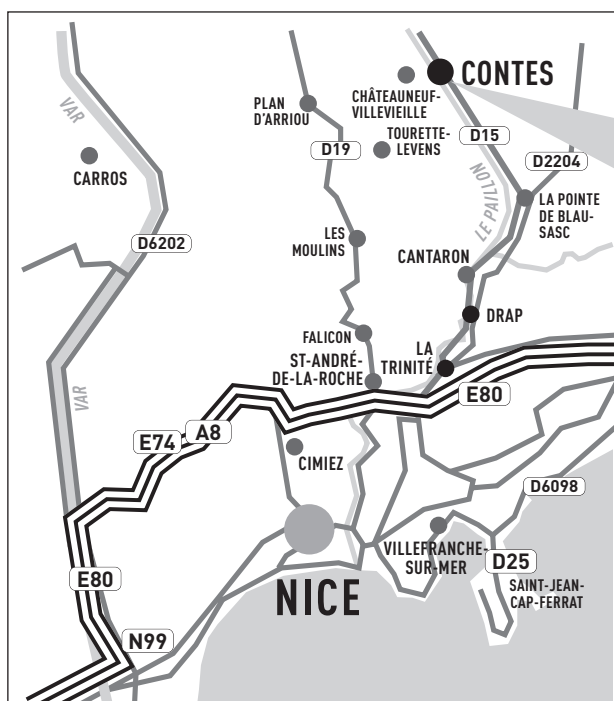 CONTES
CHÂTEAUNEUF-
VILLEVIEILLE
PLAN
D'ARRIOU
VAR
D15
TOURETTE-
LEVENS
D19
D2204
CARROS
LE PAILLON
LA POINTE
DE BLAU-
SASC
D6202
LES
MOULINS
CANTARON
DRAP
FALICON
LA
TRINITÉ
ST-ANDRÉ-
DE-LA-ROCHE
VAR
E80
A8
E74
CIMIEZ
D6098
VILLEFRANCHE-
SUR-MER
D25
E80
SAINT-JEAN-
CAP-FERRAT
NICE
N99